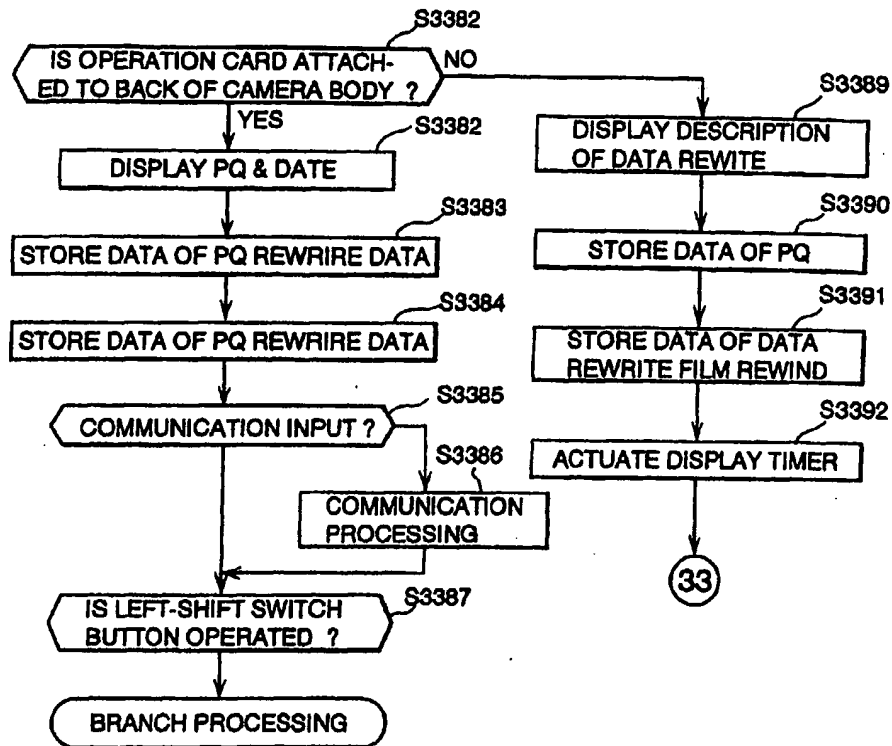 S3382
IS OPERATION CARD ATTACH-
ED TO BACK OF CAMERA BODY ?
NO
YES
S3382
DISPLAY PQ & DATE
S3383
STORE DATA OF PQ REWRIRE DATA
S3384
STORE DATA OF PQ REWRIRE DATA
S3385
COMMUNICATION INPUT ?
S3386
COMMUNICATION
PROCESSING
S3387
IS LEFT-SHIFT SWITCH
BUTTON OPERATED ?
BRANCH PROCESSING
S3389
DISPLAY DESCRIPTION
OF DATA REWITE
S3390
STORE DATA OF PQ
S3391
STORE DATA OF DATA
REWRITE FILM REWIND
S3392
ACTUATE DISPLAY TIMER
33